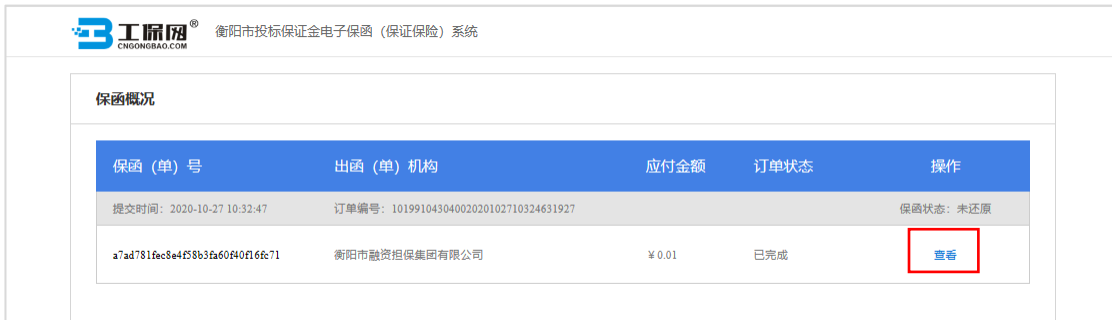 工保网® 衡阳市投标保证金电子保函（保证保险）系统
CNGONGBAO.COM
保函概况
保函（单）号 出函（单）机构 应付金额 订单状态 操作
提交时间：2020-10-27 10:32:47 订单编号：10199104304002020102710324631927 保函状态：未还原
a7ad781fec8e4f58b3fa60f40f16fc71 衡阳市融资担保集团有限公司 ￥0.01 已完成 查看